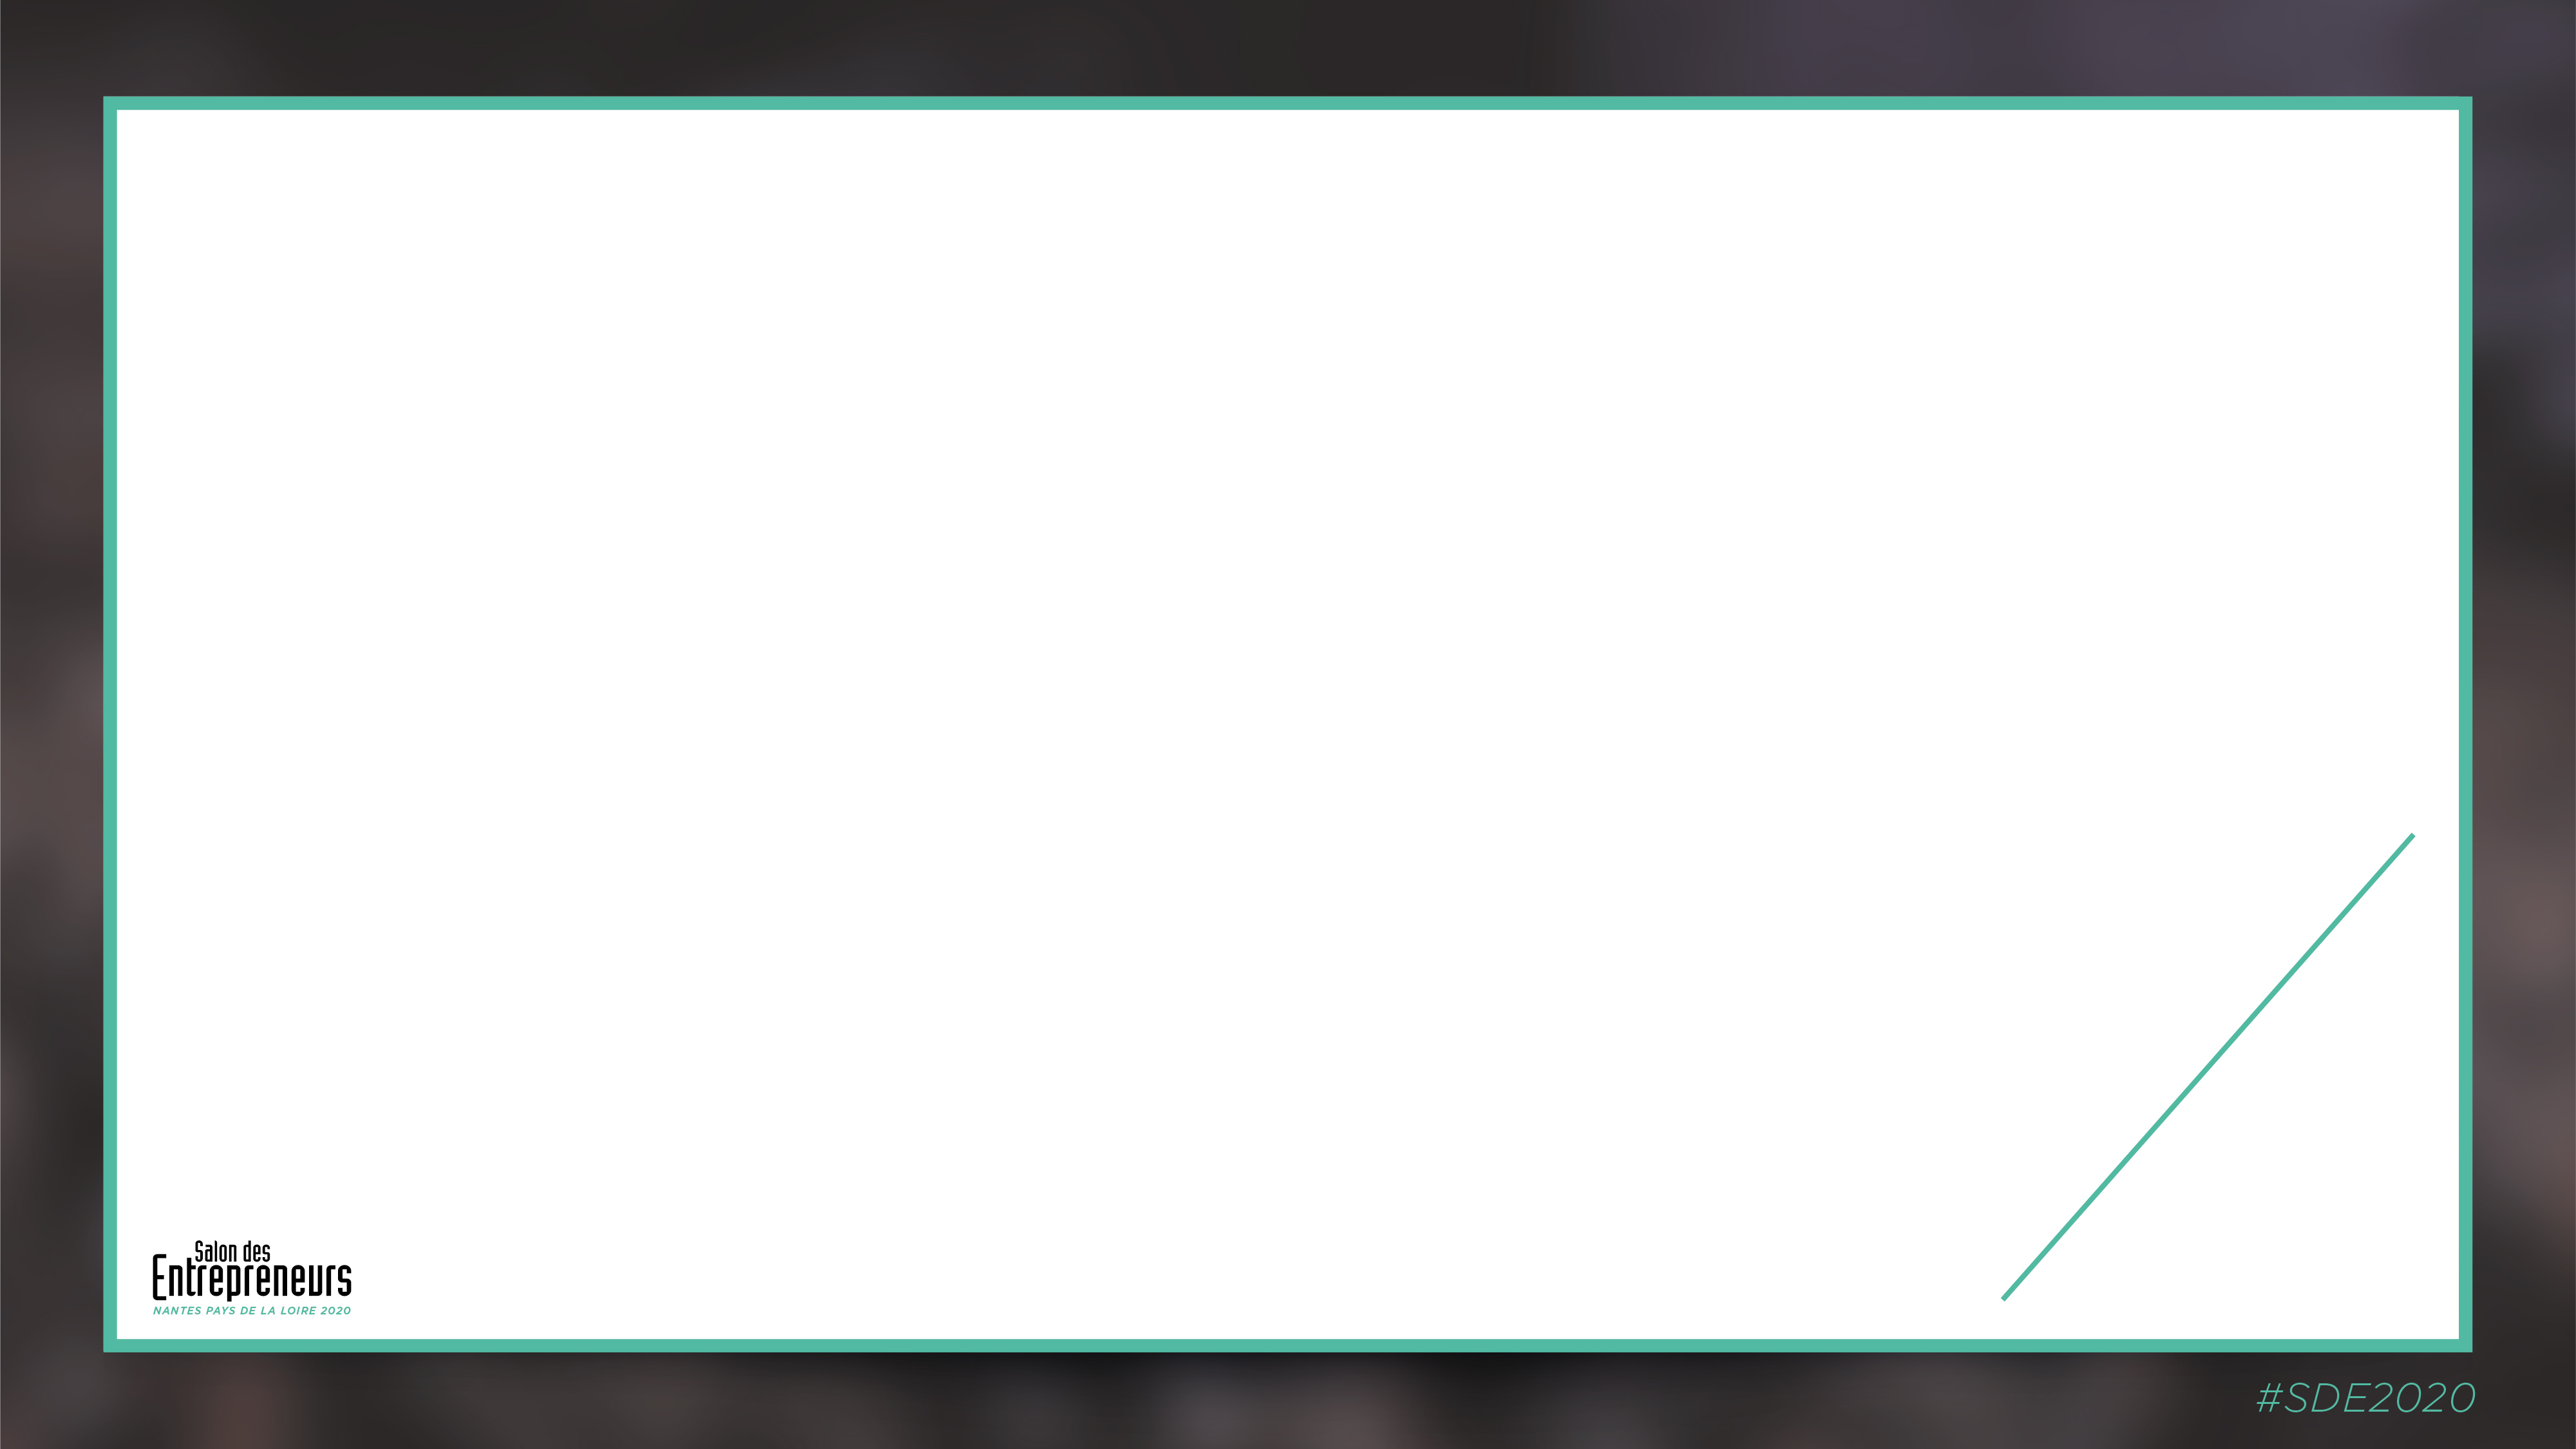 Salon des
Entrepreneurs
NANTES PAYS DE LA LOIRE 2020
#SDE2020